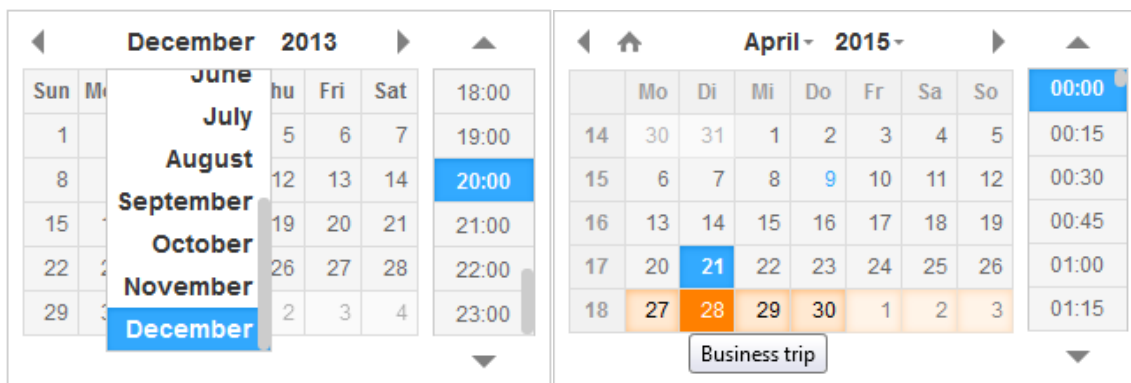 December 2013
Sun Fri Sat
1 5 6 7
8 12 13 14
15 19 20 21
22 26 27 28
29 2 3 4
June
July
August
September
October
November
December
18:00
19:00
20:00
21:00
22:00
23:00
April 2015
Mo Di Mi Do Fr Sa So
14 30 31 1 2 3 4 5
15 6 7 8 9 10 11 12
16 13 14 15 16 17 18 19
17 20 21 22 23 24 25 26
18 27 28 29 30 1 2 3
Business trip
00:00
00:15
00:30
00:45
01:00
01:15